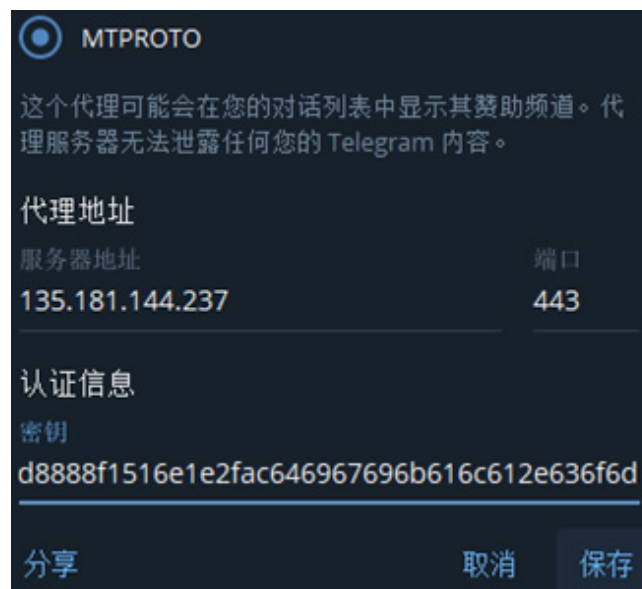 MTPROTO
这个代理可能会在您的对话列表中显示其赞助频道。代
理服务器无法泄露任何您的 Telegram 内容。
代理地址
服务器地址 端口
135.181.144.237 443
认证信息
密钥
d8888f1516e1e2fac646967696b616c612e636f6d
分享 取消 保存